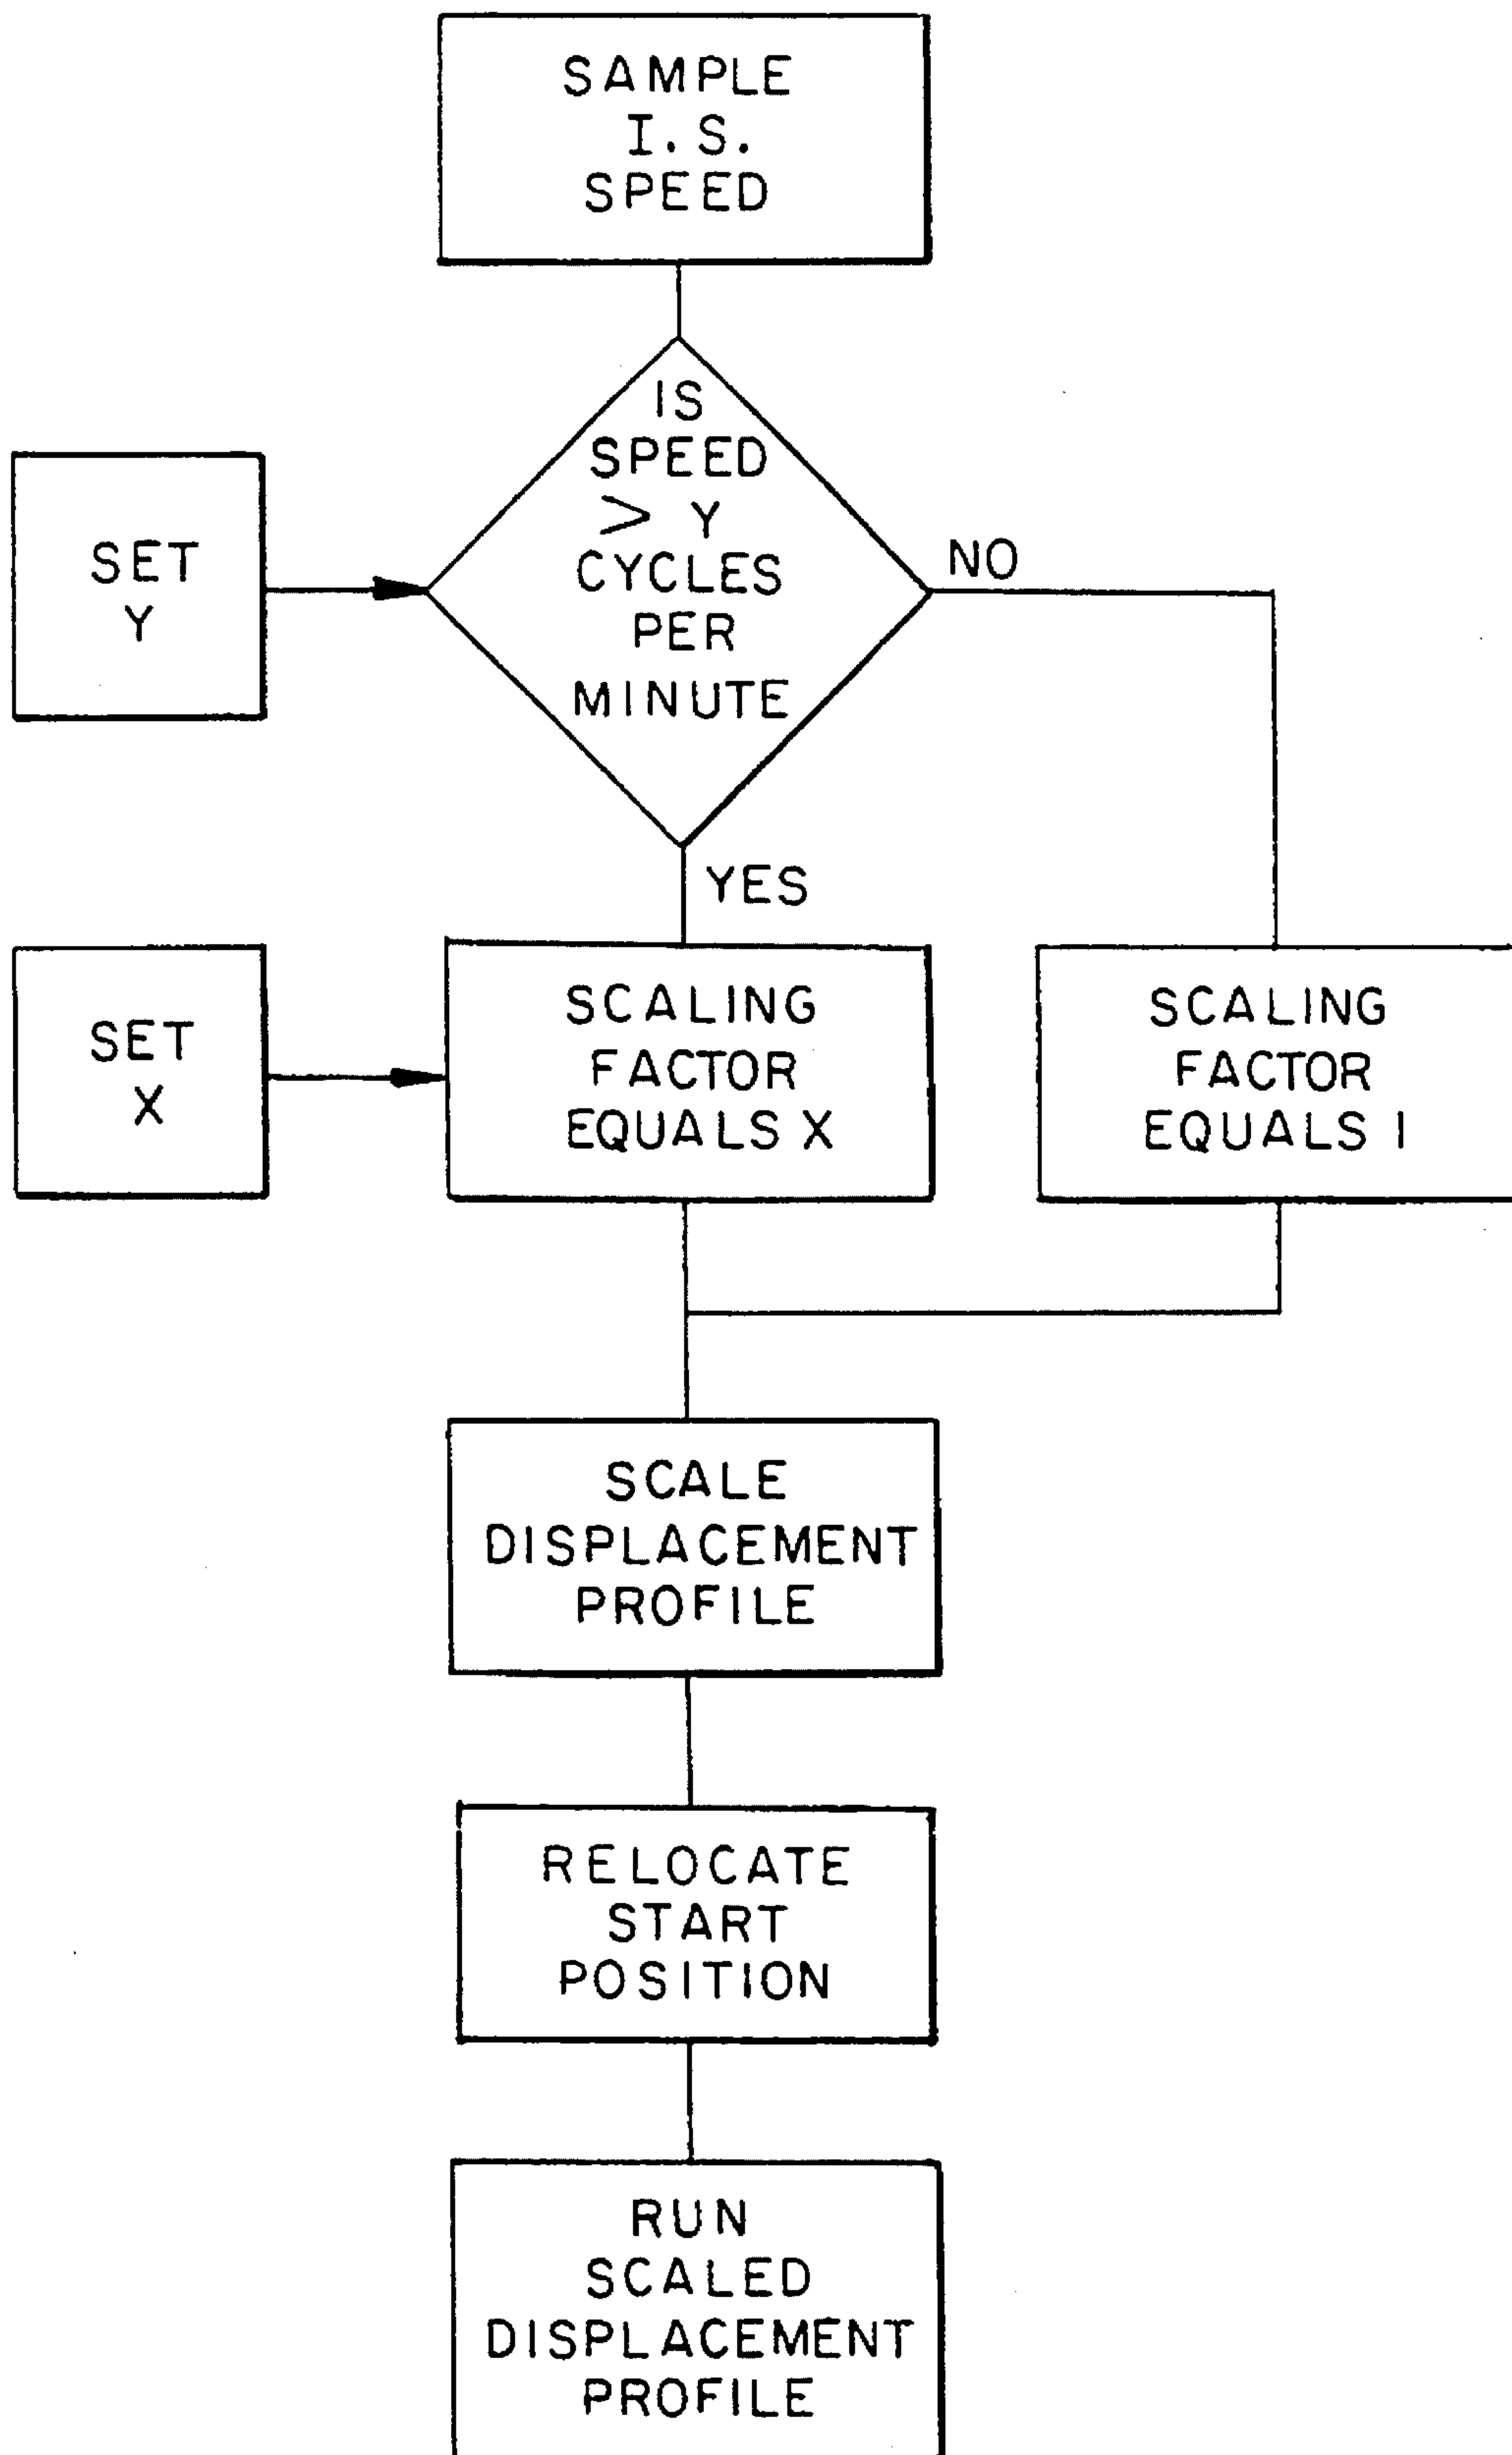 SAMPLE
I.S.
SPEED
IS
SPEED
> Y
CYCLES
PER
MINUTE
SET
Y
NO
YES
SET
X
SCALING
FACTOR
EQUALS X
SCALING
FACTOR
EQUALS 1
SCALE
DISPLACEMENT
PROFILE
RELOCATE
START
POSITION
RUN
SCALED
DISPLACEMENT
PROFILE